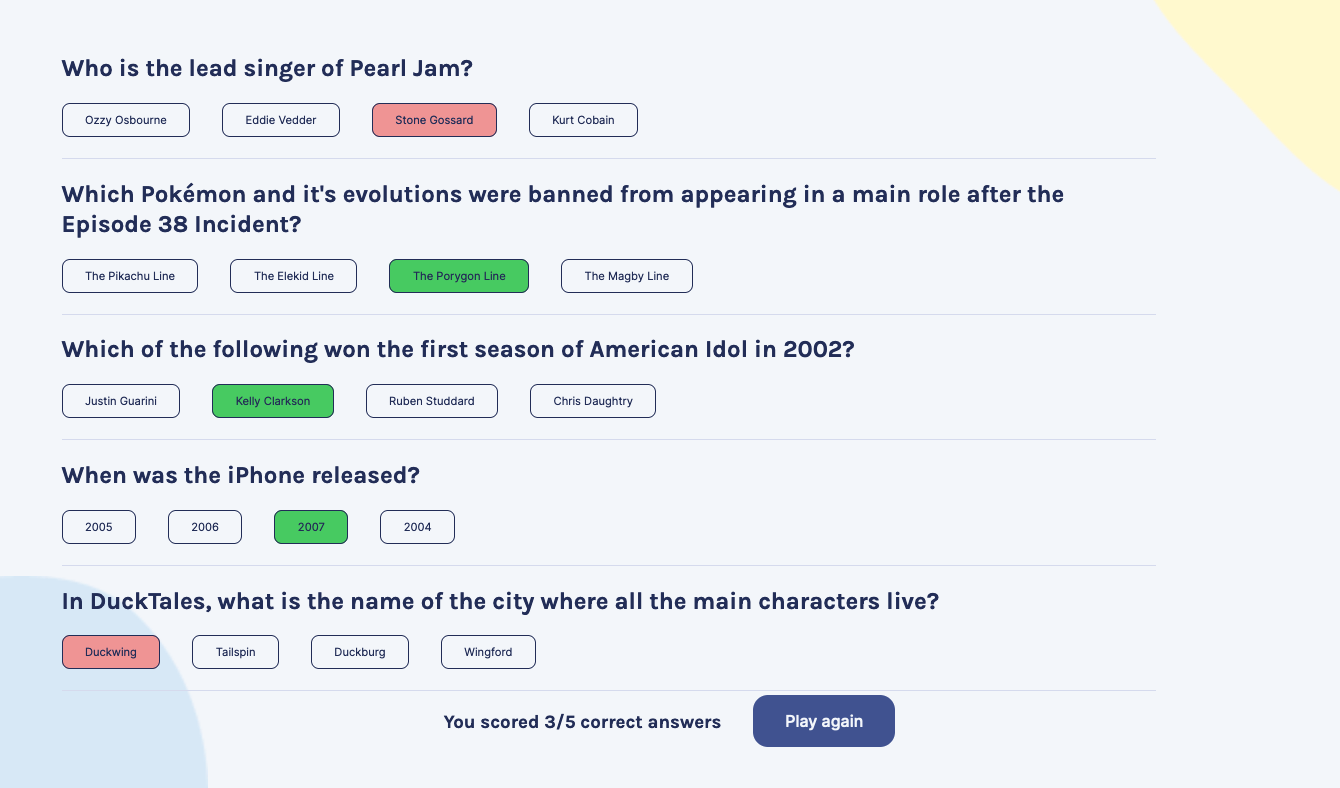 Who is the lead singer of Pearl Jam?
Ozzy Osbourne Eddie Vedder Stone Gossard Kurt Cobain
Which Pokémon and it's evolutions were banned from appearing in a main role after the
Episode 38 Incident?
The Pikachu Line The Elekid Line The Porygon Line The Magby Line
Which of the following won the first season of American Idol in 2002?
Justin Guarini Kelly Clarkson Ruben Studdard Chris Daughtry
When was the iPhone released?
2005 2006 2007 2004
In DuckTales, what is the name of the city where all the main characters live?
Duckwing Tailspin Duckburg Wingford
You scored 3/5 correct answers Play again